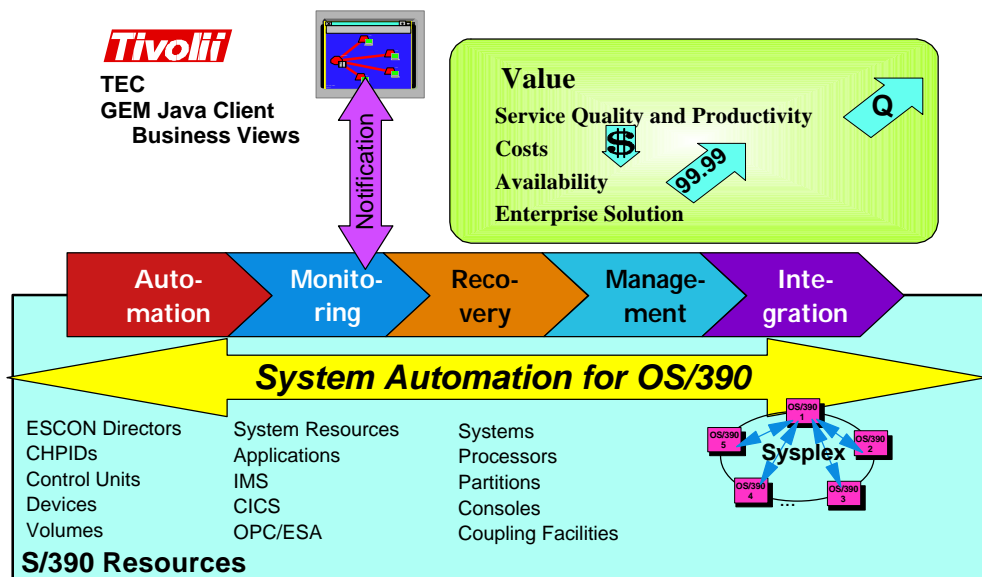 Tivolii
TEC
GEM Java Client
Business Views
Notification
Value
Service Quality and Productivity
Costs
$
Availability
99.99
Enterprise Solution
Q
Auto-
mation
Monito-
ring
Reco-
very
Manage-
ment
Inte-
gration
System Automation for OS/390
ESCON Directors
CHPIDs
Control Units
Devices
Volumes
System Resources
Applications
IMS
CICS
OPC/ESA
Systems
Processors
Partitions
Consoles
Coupling Facilities
OS/390
1
OS/390
5
Sysplex
OS/390
2
OS/390
4
...
OS/390
3
S/390 Resources